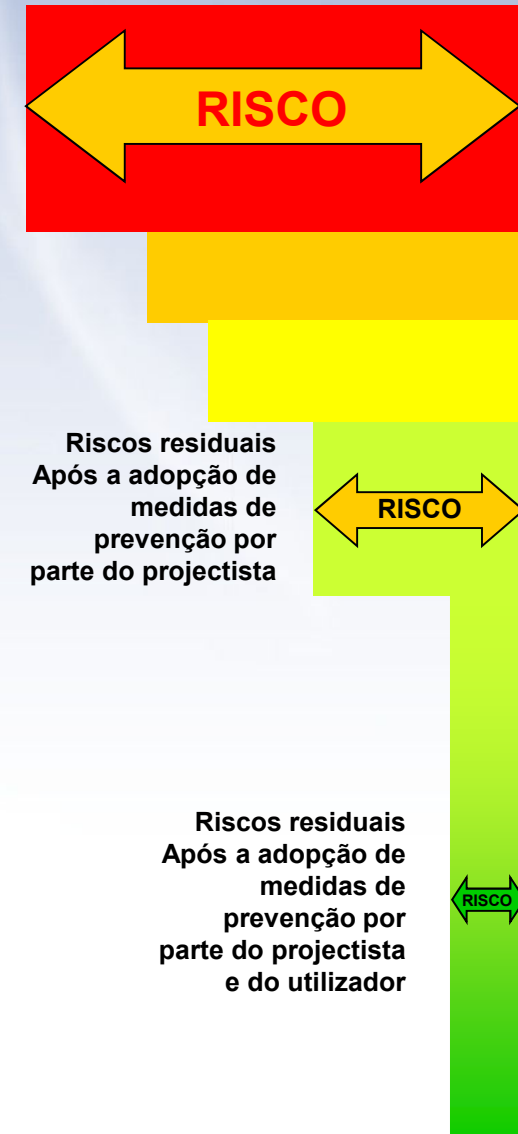 RISCO
Riscos residuais
Após a adopção de
medidas de
prevenção por
parte do projectista
RISCO
Riscos residuais
Após a adopção de
medidas de
prevenção por
parte do projectista
e do utilizador
RISCO